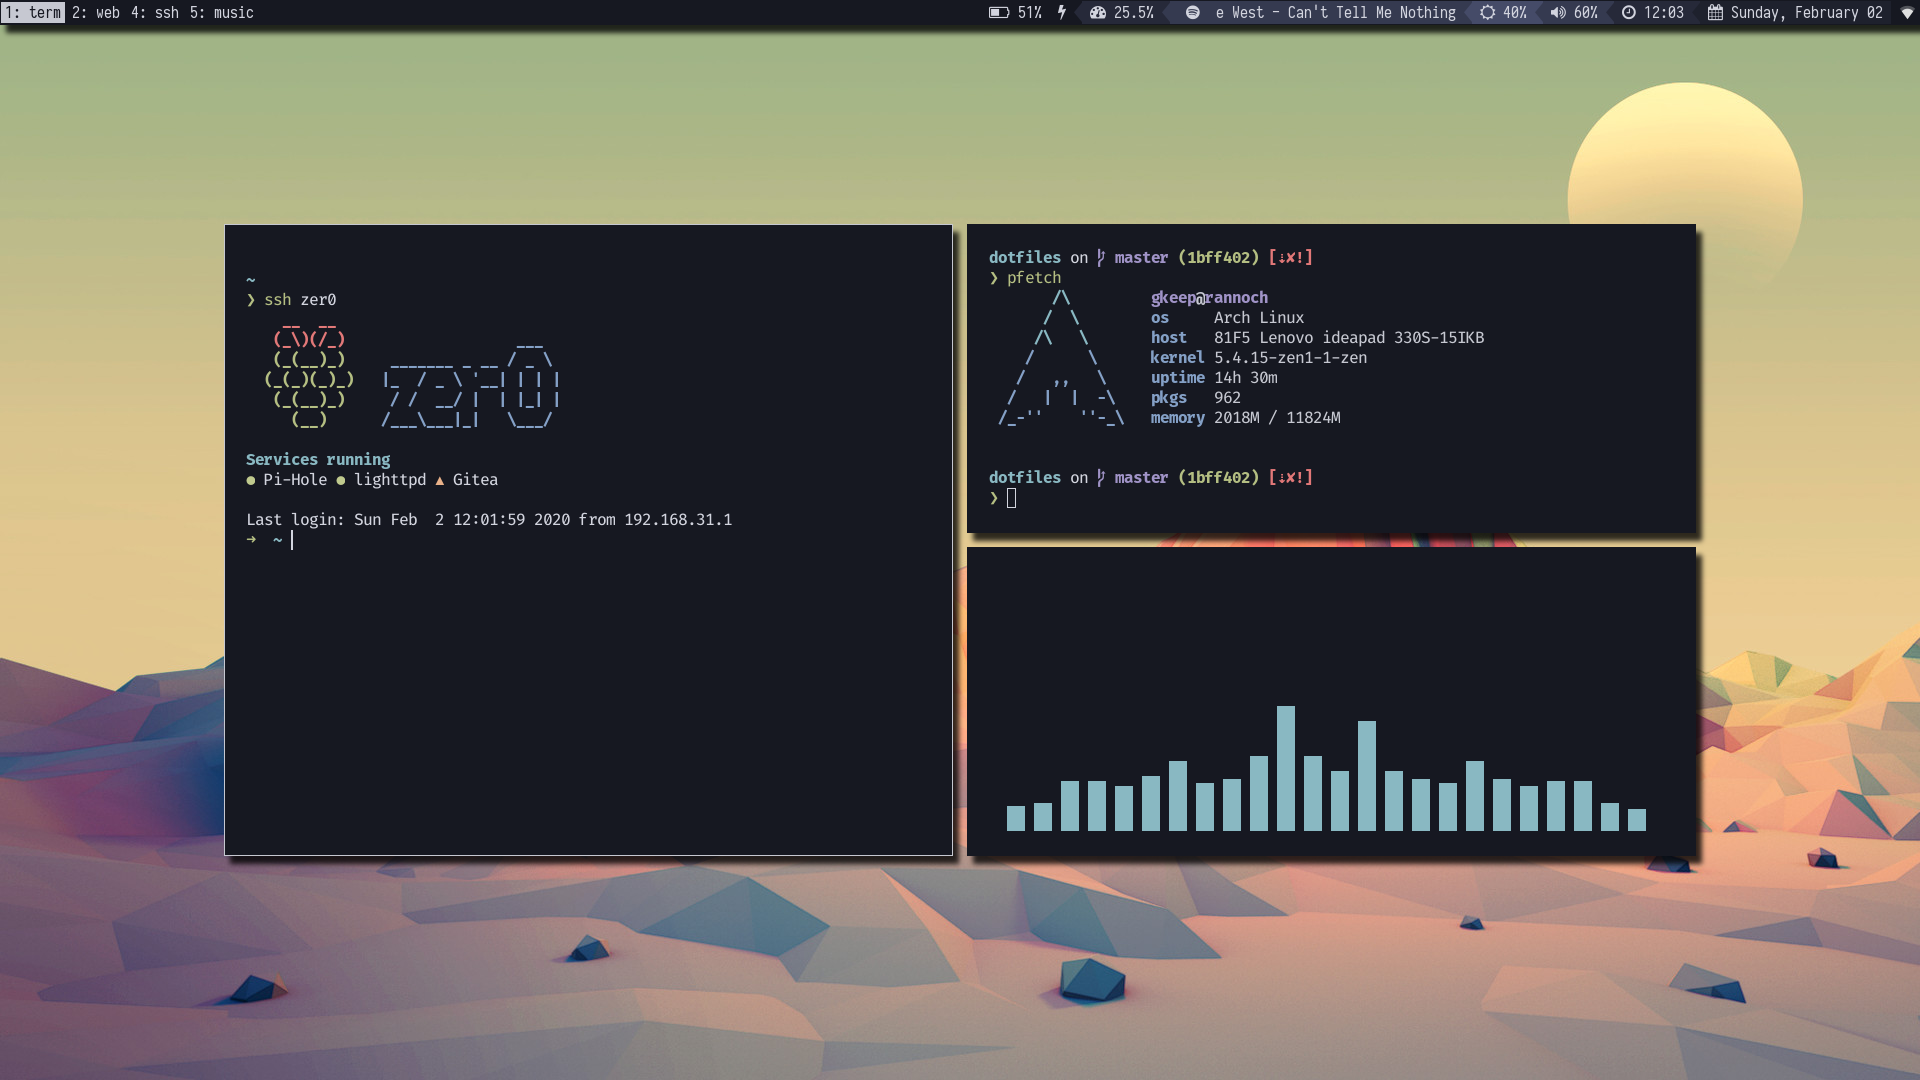 1: term 2: web 4: ssh 5: music
51% 25.5% e West - Can't Tell Me Nothing 40% 60% 12:03 Sunday, February 02
~
❯ ssh zer0
zer0
Services running
● Pi-Hole ● lighttpd ▲ Gitea
Last login: Sun Feb  2 12:01:59 2020 from 192.168.31.1
➜  ~
dotfiles on master (1bff402) [⇣✘!]
❯ pfetch
gkeep@rannoch
os Arch Linux
host 81F5 Lenovo ideapad 330S-15IKB
kernel 5.4.15-zen1-1-zen
uptime 14h 30m
pkgs 962
memory 2018M / 11824M
dotfiles on master (1bff402) [⇣✘!]
❯